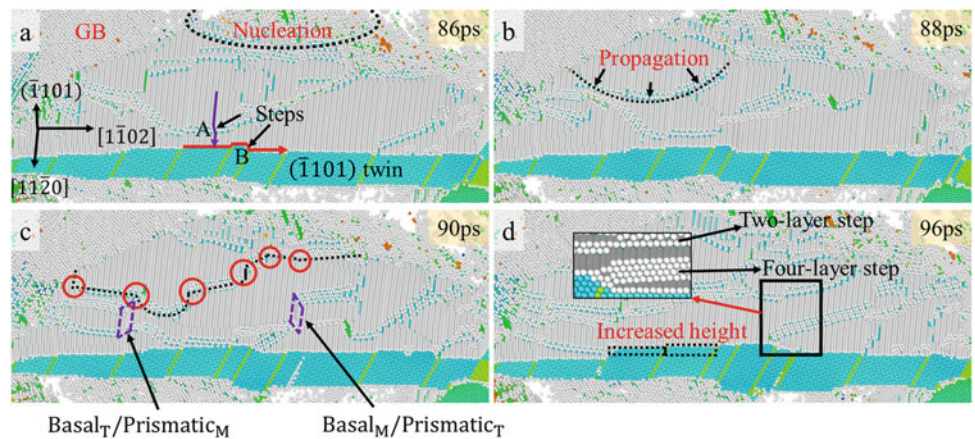 a
GB
Nucleation
86ps
(1̅101)
[11̅02]
A
Steps
B
(1̅101) twin
[112̅0]
b
Propagation
88ps
c
90ps
Basal_T/Prismatic_M
Basal_M/Prismatic_T
d
96ps
Two-layer step
Four-layer step
Increased height